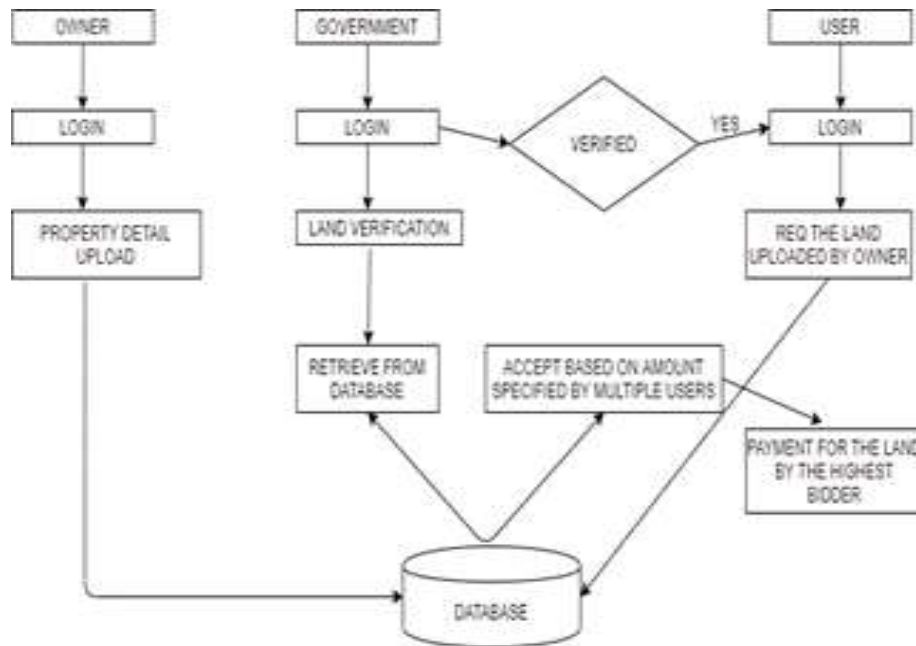 OWNER
GOVERNMENT
USER
LOGIN
LOGIN
VERIFIED
YES
LOGIN
PROPERTY DETAIL
UPLOAD
LAND VERIFICATION
REQ THE LAND
UPLOADED BY OWNER
RETRIEVE FROM
DATABASE
ACCEPT BASED ON AMOUNT
SPECIFIED BY MULTIPLE USERS
PAYMENT FOR THE LAND
BY THE HIGHEST
BIDDER
DATABASE